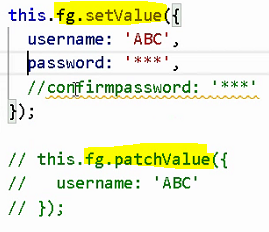 this.fg.setValue({
username: 'ABC',
password: '***',
//confirmpassword: '***'
});
// this.fg.patchValue({
//   username: 'ABC'
// });